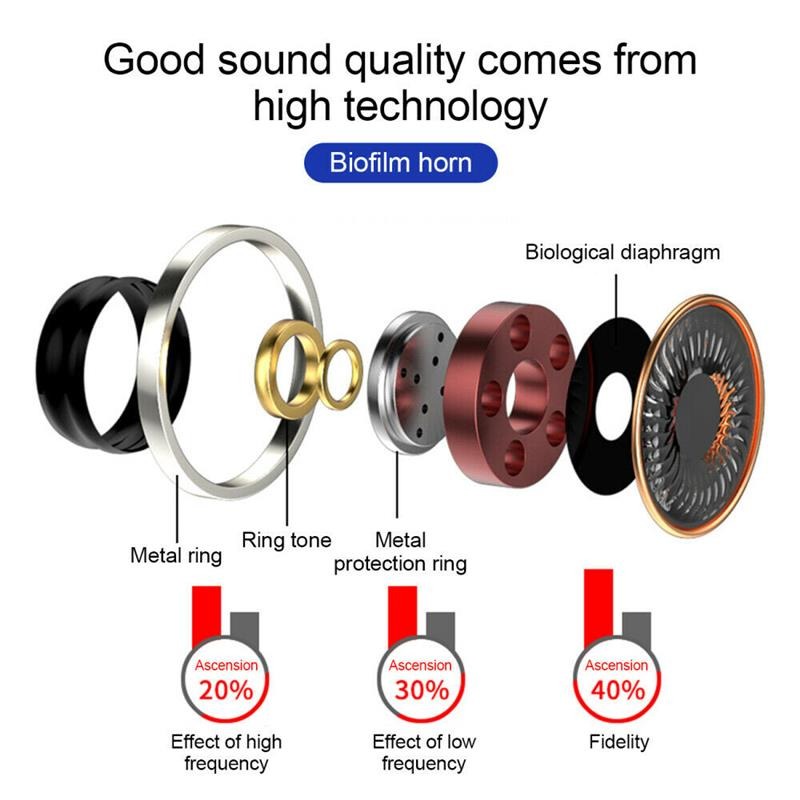 Good sound quality comes from
high technology
Biofilm horn
Biological diaphragm
Metal ring
Ring tone
Metal
protection ring
Ascension
20%
Ascension
30%
Ascension
40%
Effect of high
frequency
Effect of low
frequency
Fidelity